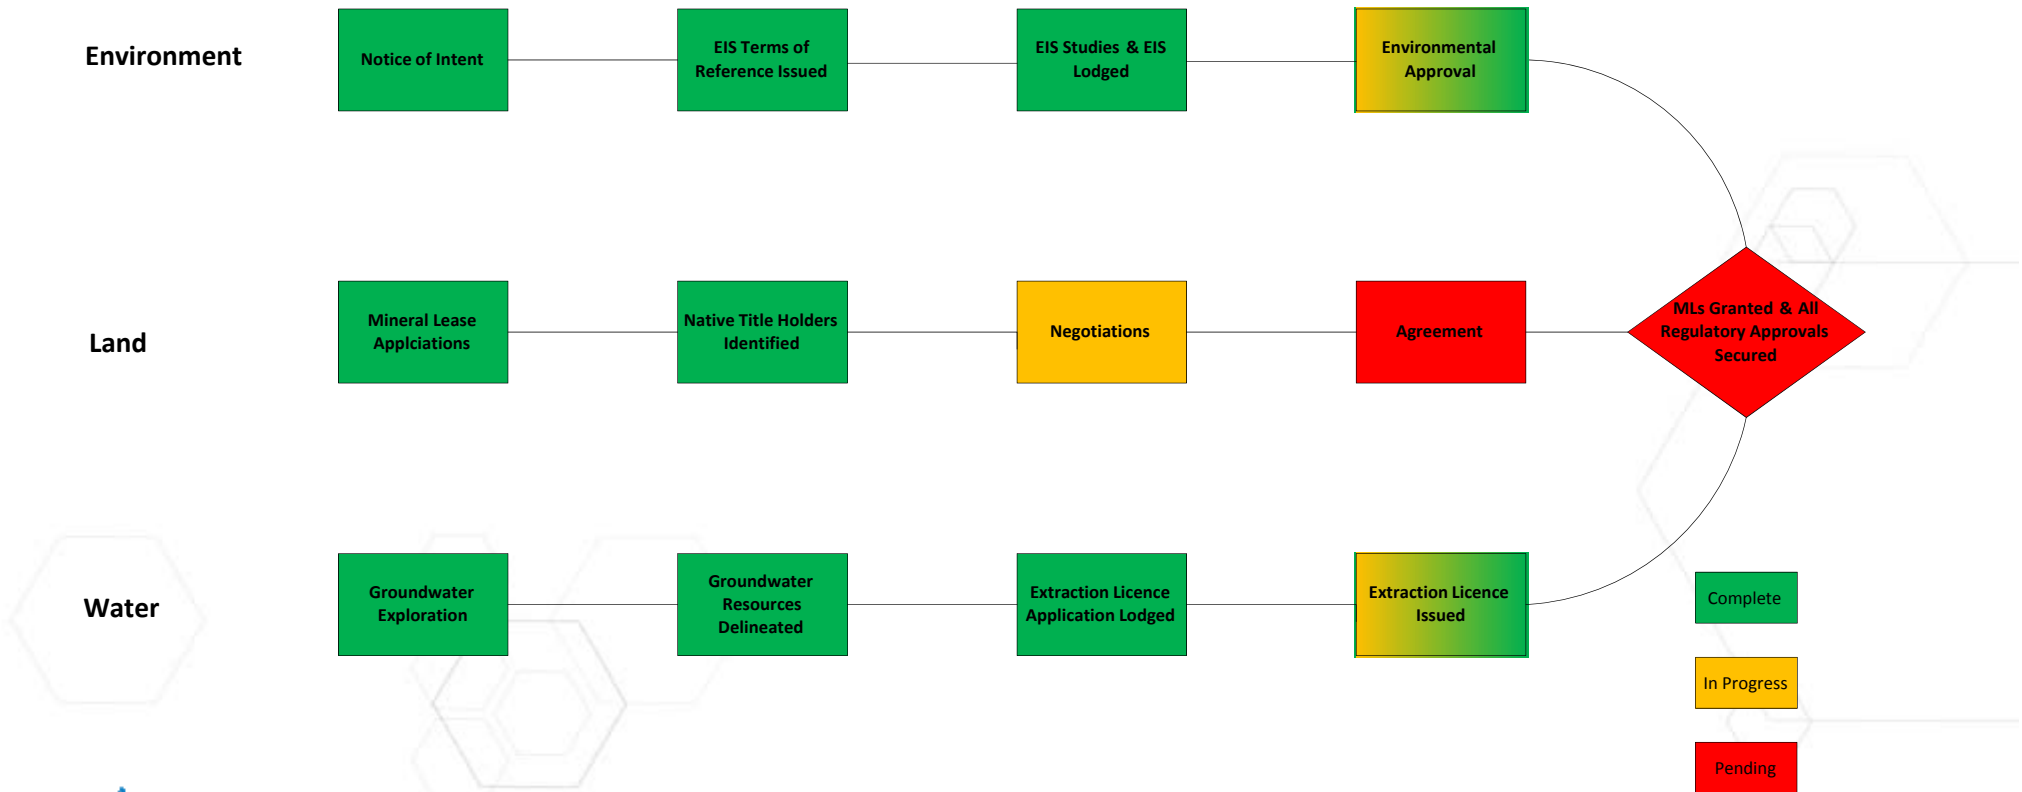 Environment
Notice of Intent
EIS Terms of
Reference Issued
EIS Studies & EIS
Lodged
Environmental
Approval
Land
Mineral Lease
Applciations
Native Title Holders
Identified
Negotiations
Agreement
MLs Granted & All
Regulatory Approvals
Secured
Water
Groundwater
Exploration
Groundwater
Resources
Delineated
Extraction Licence
Application Lodged
Extraction Licence
Issued
Complete
In Progress
Pending